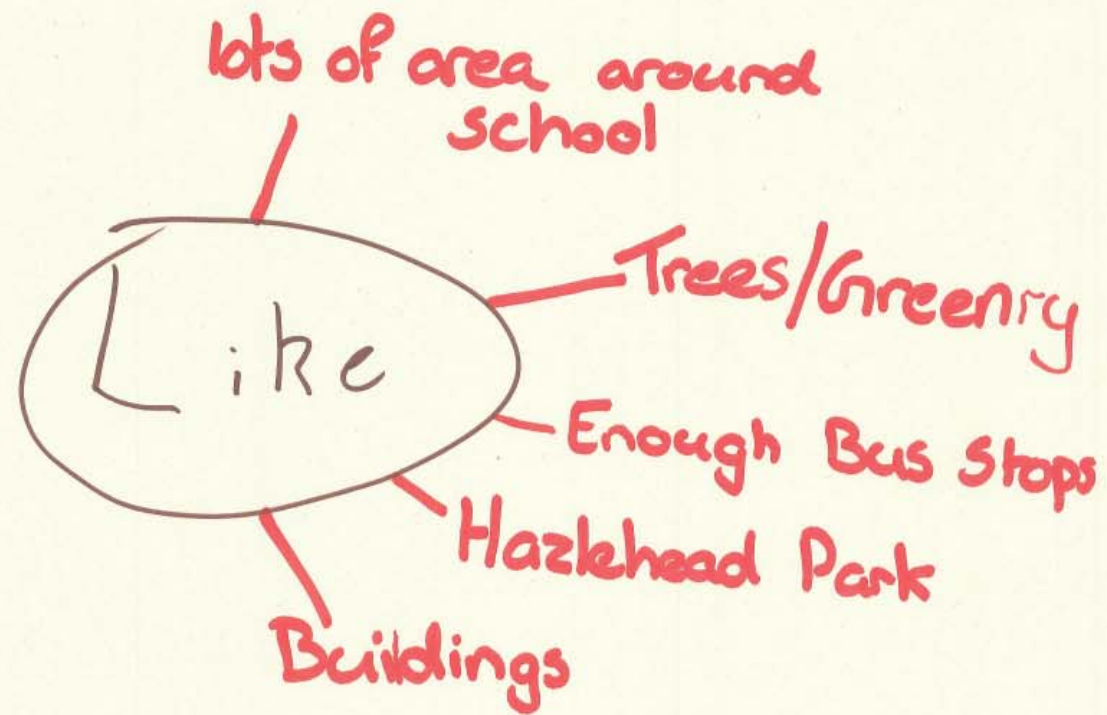 lots of area around
school
Like
Trees/Greenry
Enough Bus Stops
Hazlehead Park
Buildings